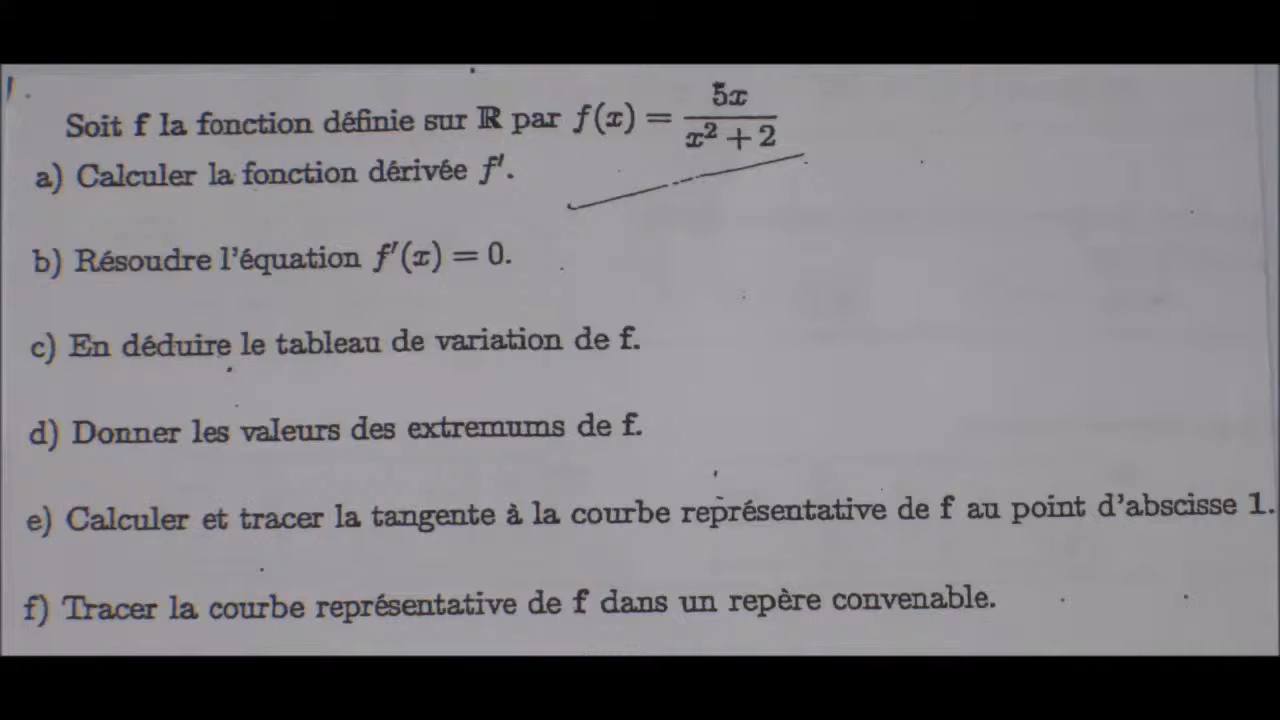 1.
Soit f la fonction définie sur ℝ par f(x) = 5x / (x² + 2)
a) Calculer la fonction dérivée f'.
b) Résoudre l'équation f'(x) = 0.
c) En déduire le tableau de variation de f.
d) Donner les valeurs des extremums de f.
e) Calculer et tracer la tangente à la courbe représentative de f au point d'abscisse 1.
f) Tracer la courbe représentative de f dans un repère convenable.